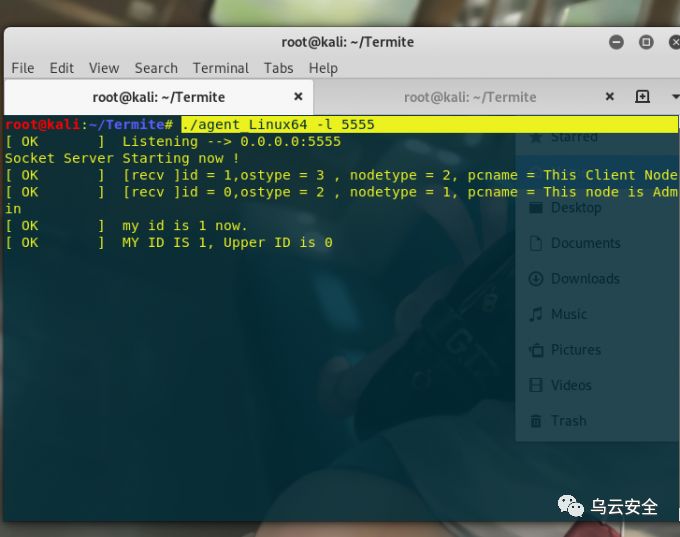 root@kali: ~/Termite
File Edit View Search Terminal Tabs Help
root@kali: ~/Termite × root@kali: ~/Termite ×
root@kali:~/Termite# ./agent_Linux64 -l 5555
[ OK       ]  Listening --> 0.0.0.0:5555
Socket Server Starting now !
[ OK       ]  [recv ]id = 1,ostype = 3 , nodetype = 2, pcname = This Client Node
[ OK       ]  [recv ]id = 0,ostype = 2 , nodetype = 1, pcname = This node is Adm
in
[ OK       ]  my id is 1 now.
[ OK       ]  MY ID IS 1, Upper ID is 0
Starred
Desktop
Documents
Downloads
Music
Pictures
Videos
Trash
乌云安全